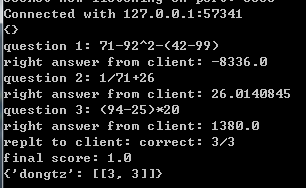 Connected with 127.0.0.1:57341
{}
question 1: 71-92^2-(42-99)
right answer from client: -8336.0
question 2: 1/71+26
right answer from client: 26.0140845
question 3: (94-25)*20
right answer from client: 1380.0
replt to client: correct: 3/3
final score: 1.0
{'dongtz': [[3, 3]]}